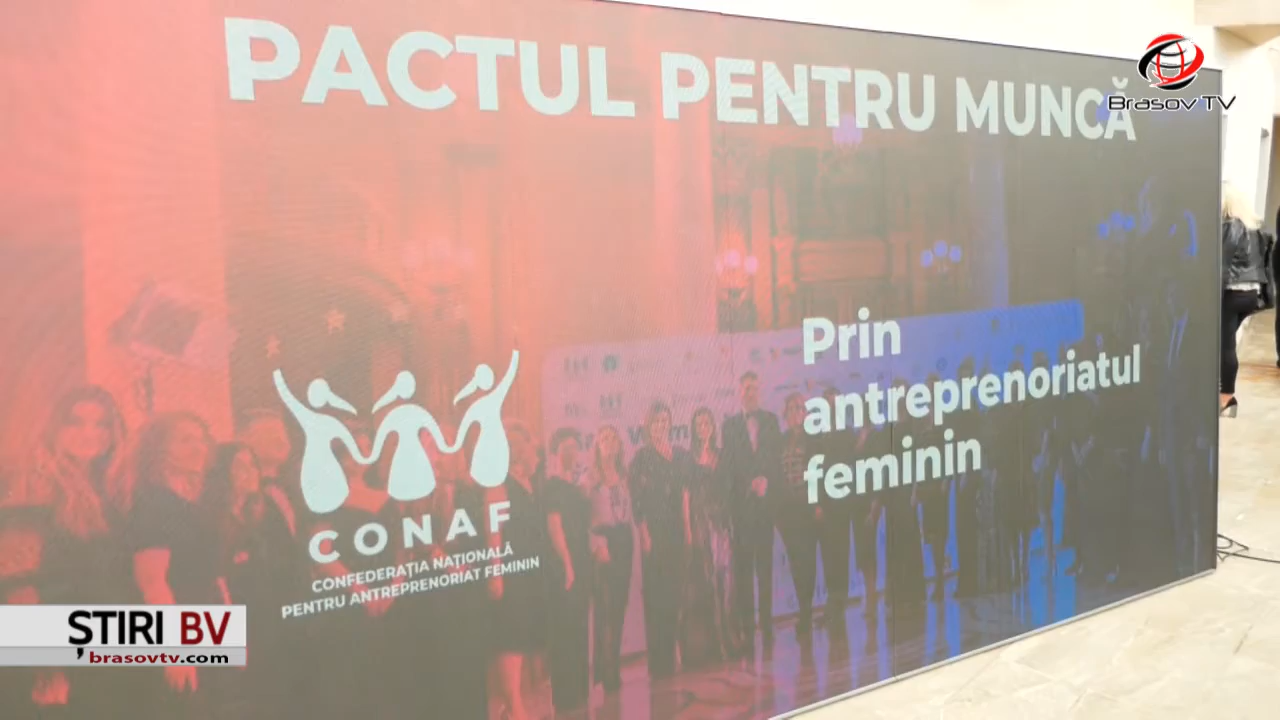 PACTUL PENTRU MUNCĂ
Brasov TV
Prin
antreprenoriatul
feminin
CONAF
CONFEDERAȚIA NAȚIONALĂ
PENTRU ANTREPRENORIAT FEMININ
ȘTIRI BV
brasovtv.com